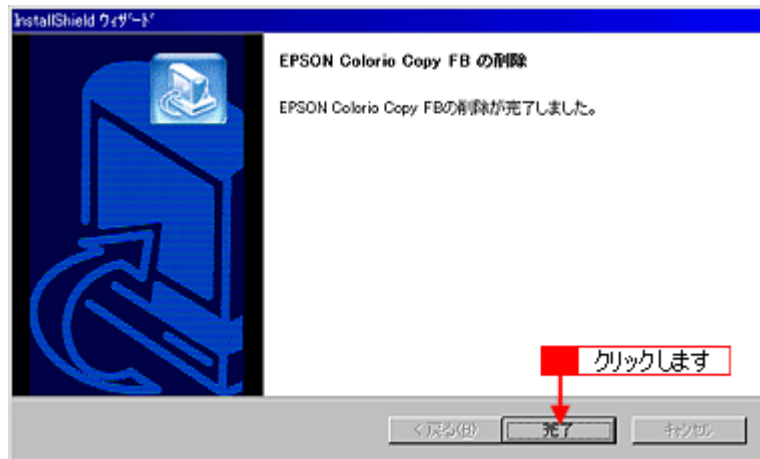 InstallShield ウィザード
EPSON Colorio Copy FB の削除
EPSON Colorio Copy FBの削除が完了しました。
クリックします
< 戻る(B) 完了 キャンセル